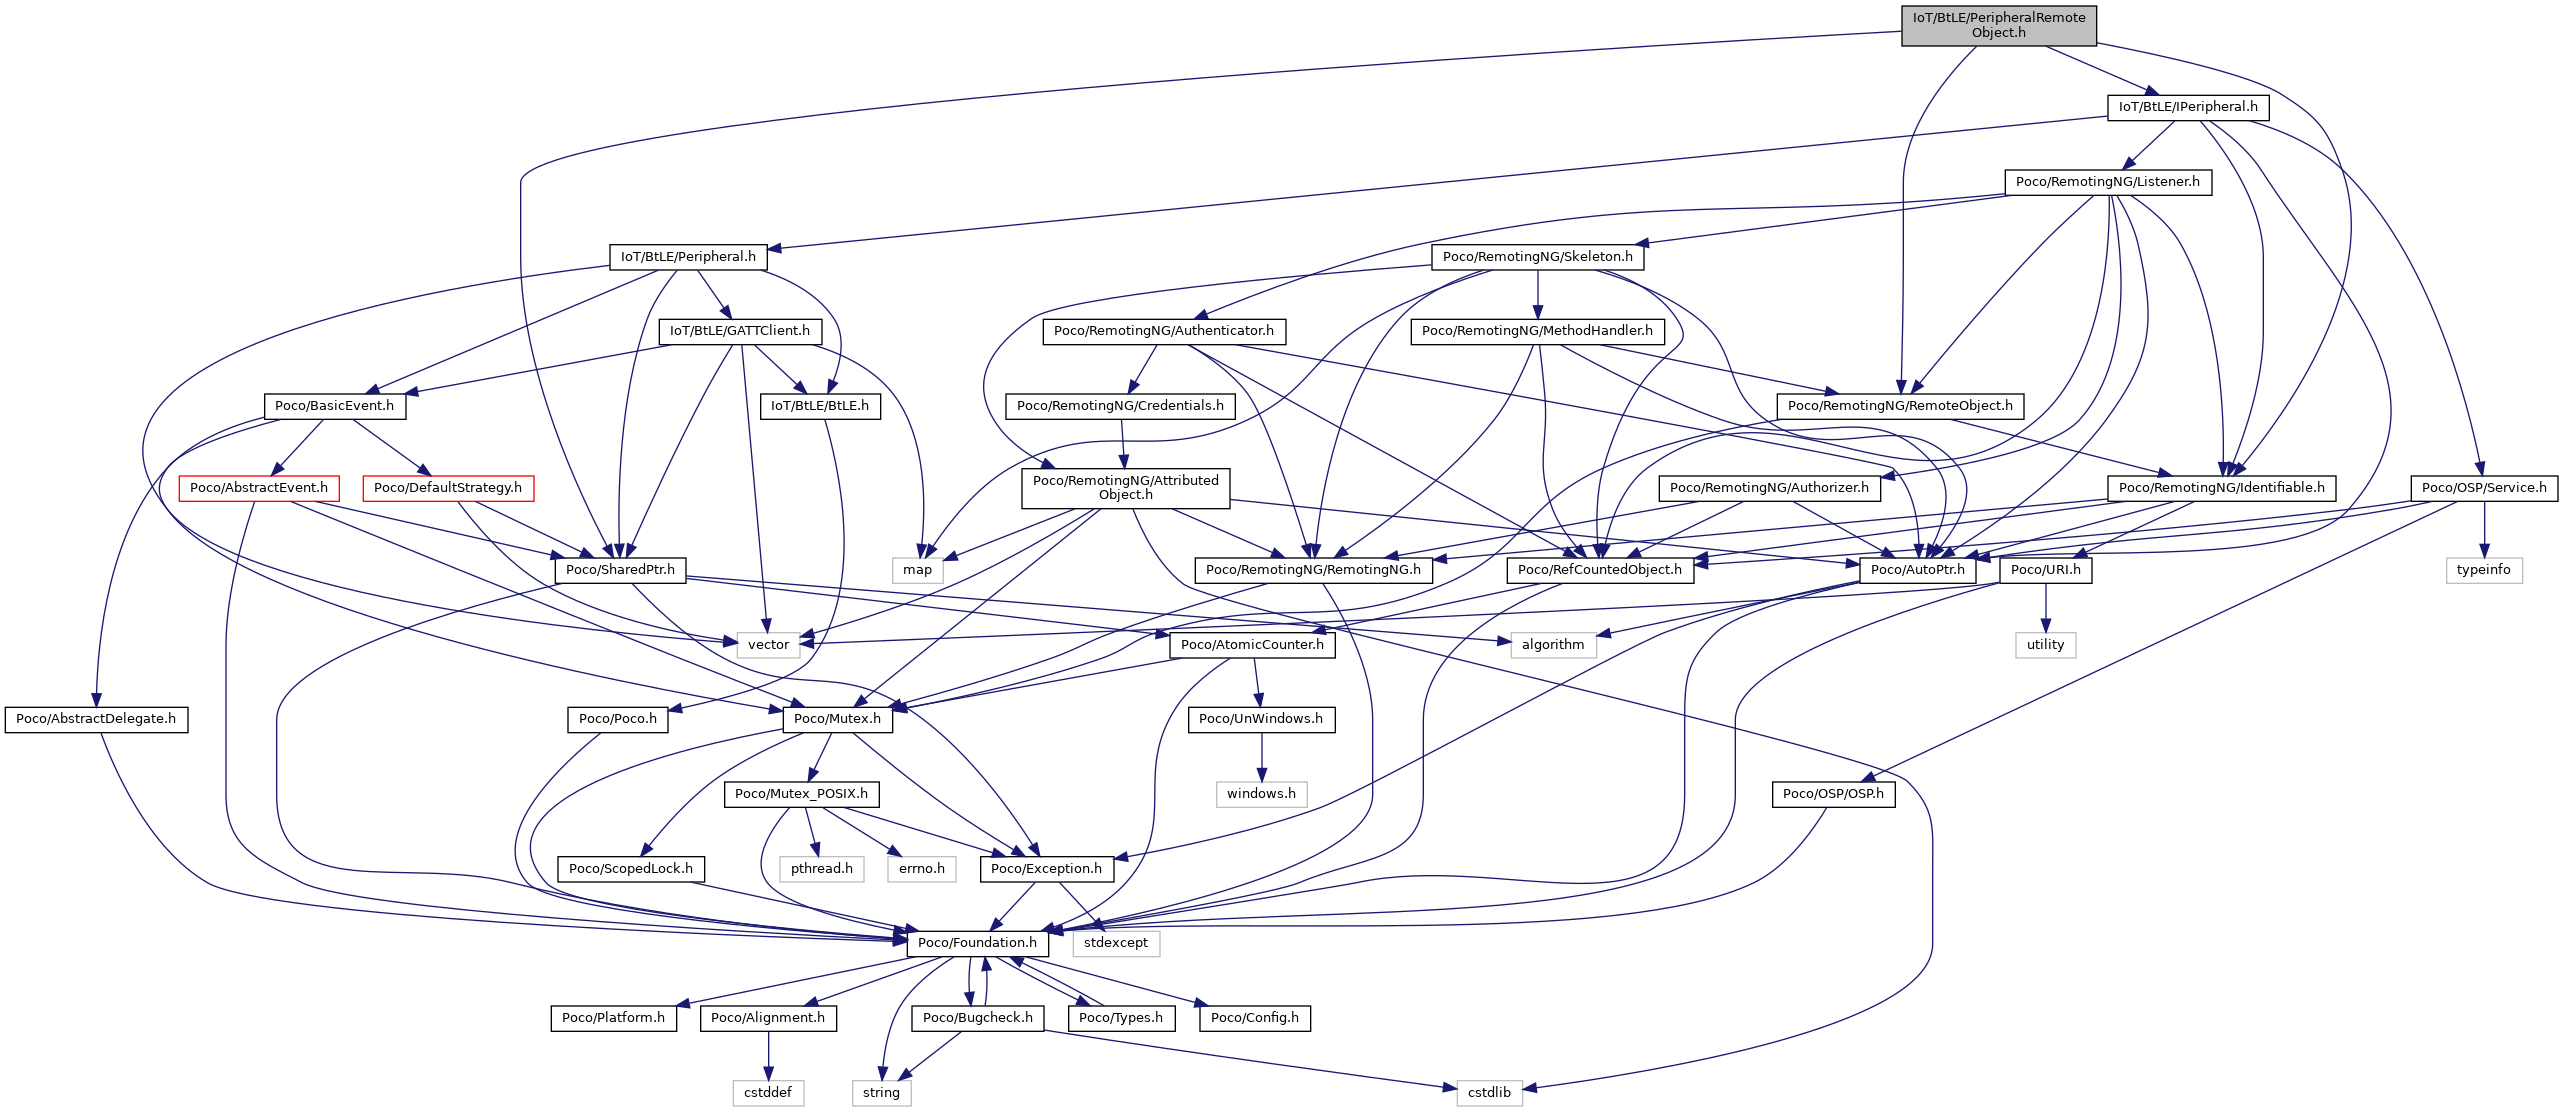 IoT/BtLE/PeripheralRemote
Object.h
IoT/BtLE/IPeripheral.h
Poco/RemotingNG/Listener.h
IoT/BtLE/Peripheral.h
Poco/RemotingNG/Skeleton.h
IoT/BtLE/GATTClient.h
Poco/RemotingNG/Authenticator.h
Poco/RemotingNG/MethodHandler.h
Poco/BasicEvent.h
IoT/BtLE/BtLE.h
Poco/RemotingNG/Credentials.h
Poco/RemotingNG/RemoteObject.h
Poco/AbstractEvent.h
Poco/DefaultStrategy.h
Poco/RemotingNG/Attributed
Object.h
Poco/RemotingNG/Authorizer.h
Poco/RemotingNG/Identifiable.h
Poco/OSP/Service.h
Poco/SharedPtr.h
map
Poco/RemotingNG/RemotingNG.h
Poco/RefCountedObject.h
Poco/AutoPtr.h
Poco/URI.h
typeinfo
vector
Poco/AtomicCounter.h
algorithm
utility
Poco/AbstractDelegate.h
Poco/Poco.h
Poco/Mutex.h
Poco/UnWindows.h
Poco/Mutex_POSIX.h
windows.h
Poco/OSP/OSP.h
Poco/ScopedLock.h
pthread.h
errno.h
Poco/Exception.h
Poco/Foundation.h
stdexcept
Poco/Platform.h
Poco/Alignment.h
Poco/Bugcheck.h
Poco/Types.h
Poco/Config.h
cstddef
string
cstdlib